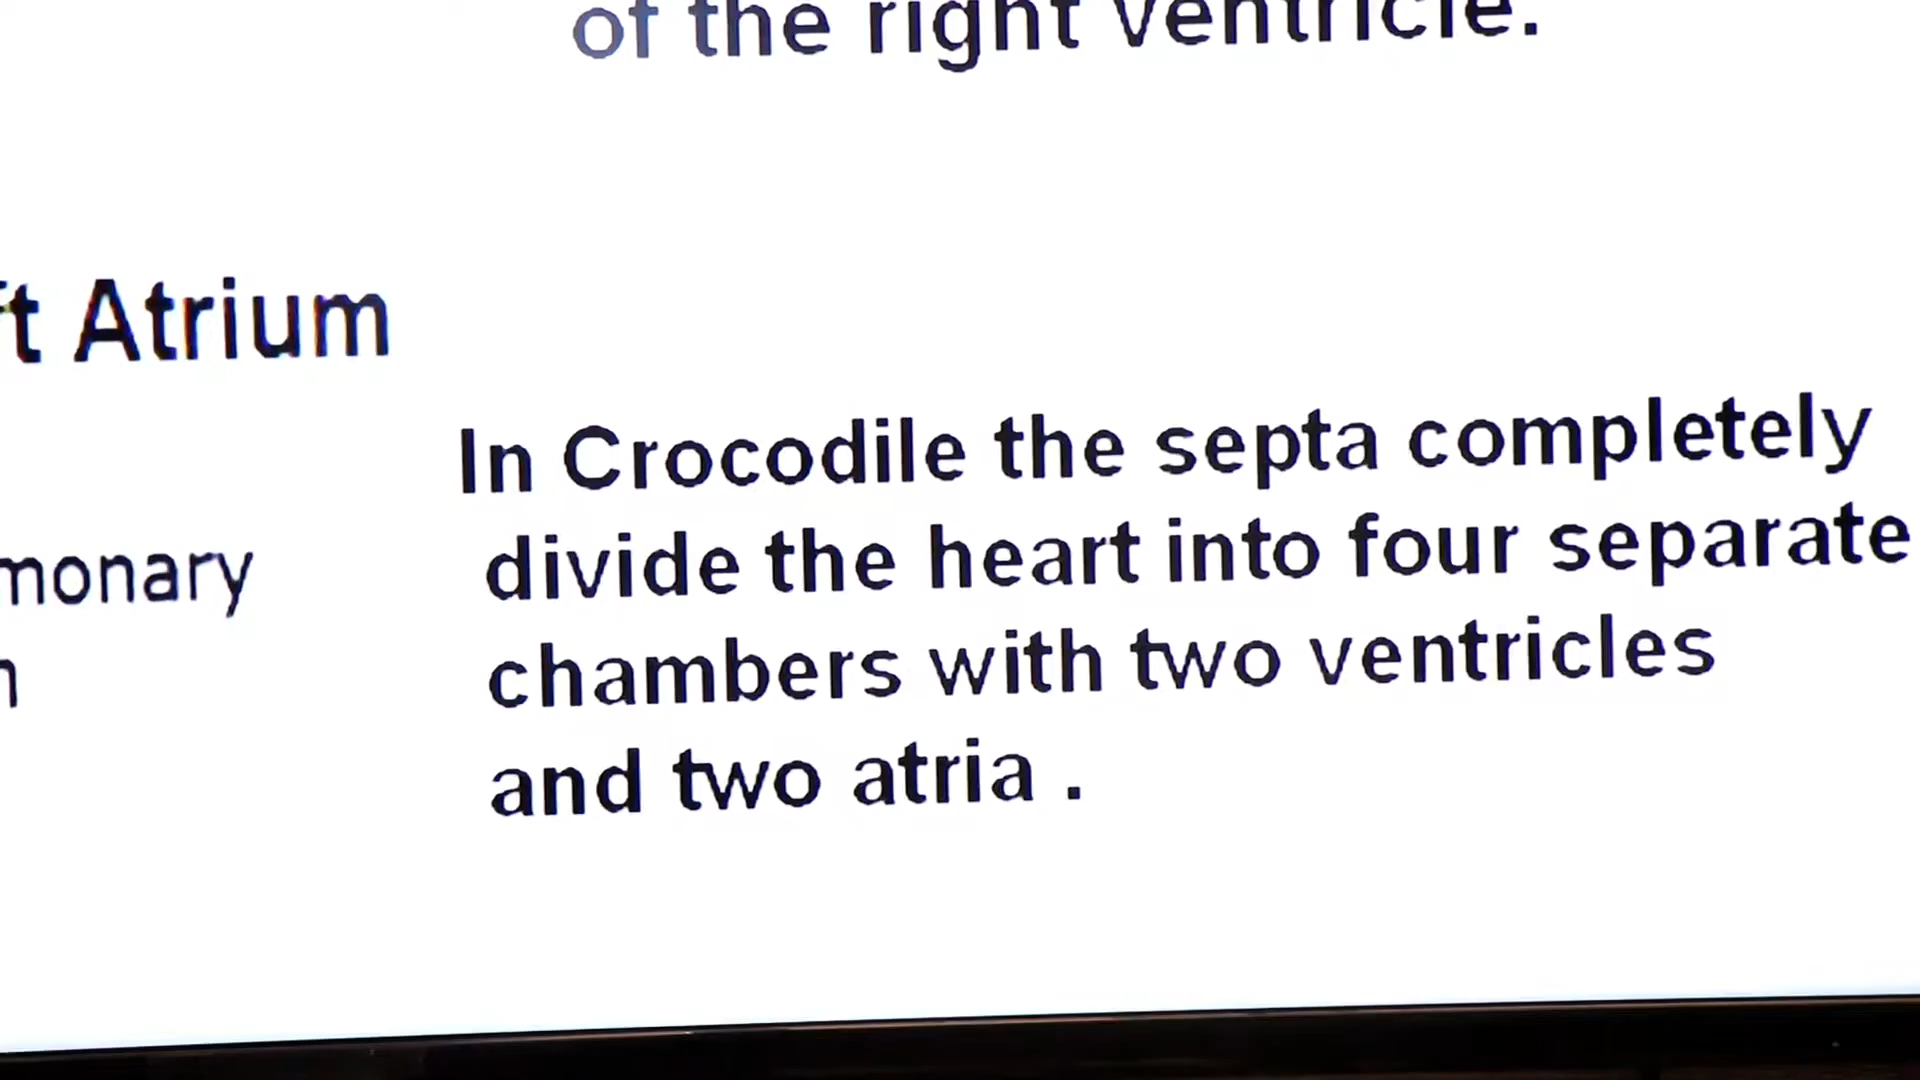 of the right ventricle.
Atrium
In Crocodile the septa completely
divide the heart into four separate
chambers with two ventricles
and two atria .